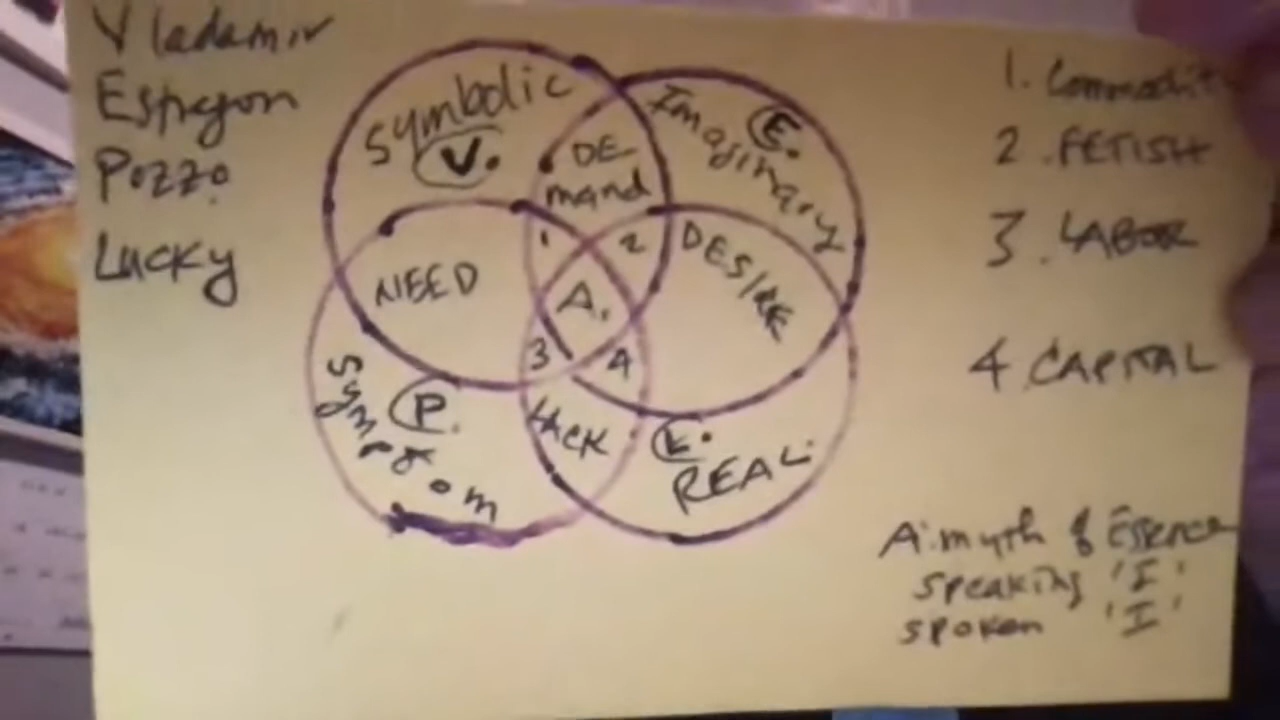 Vladamir
Estragon
Pozzo
Lucky
Symbolic
V.
Imaginary
E.
DE
mand
NEED
DESIRE
1
2
A.
3
4
Symptom
P.
LACK
L.
REAL
1. Commodit
2. FETISH
3. LABOR
4. CAPITAL
A: myth of Essence
speaking 'I'
spoken 'I'